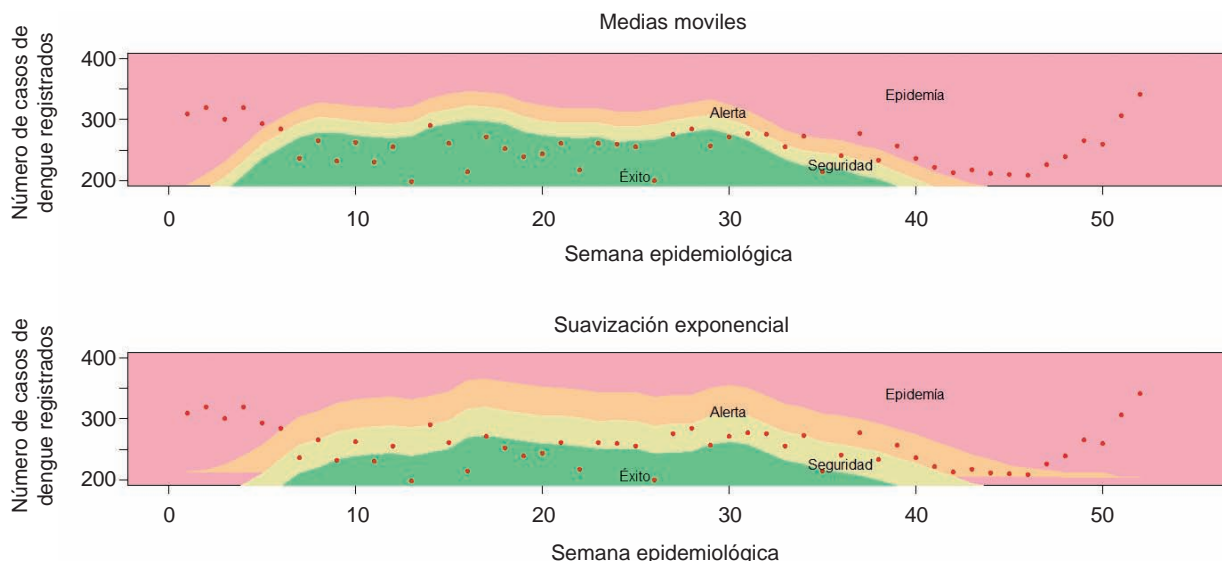 Medias moviles
Número de casos de
dengue registrados
400
300
200
Epidemía
Alerta
Seguridad
Éxito
0 10 20 30 40 50
Semana epidemiológica
Suavización exponencial
Número de casos de
dengue registrados
400
300
200
Epidemía
Alerta
Seguridad
Éxito
0 10 20 30 40 50
Semana epidemiológica